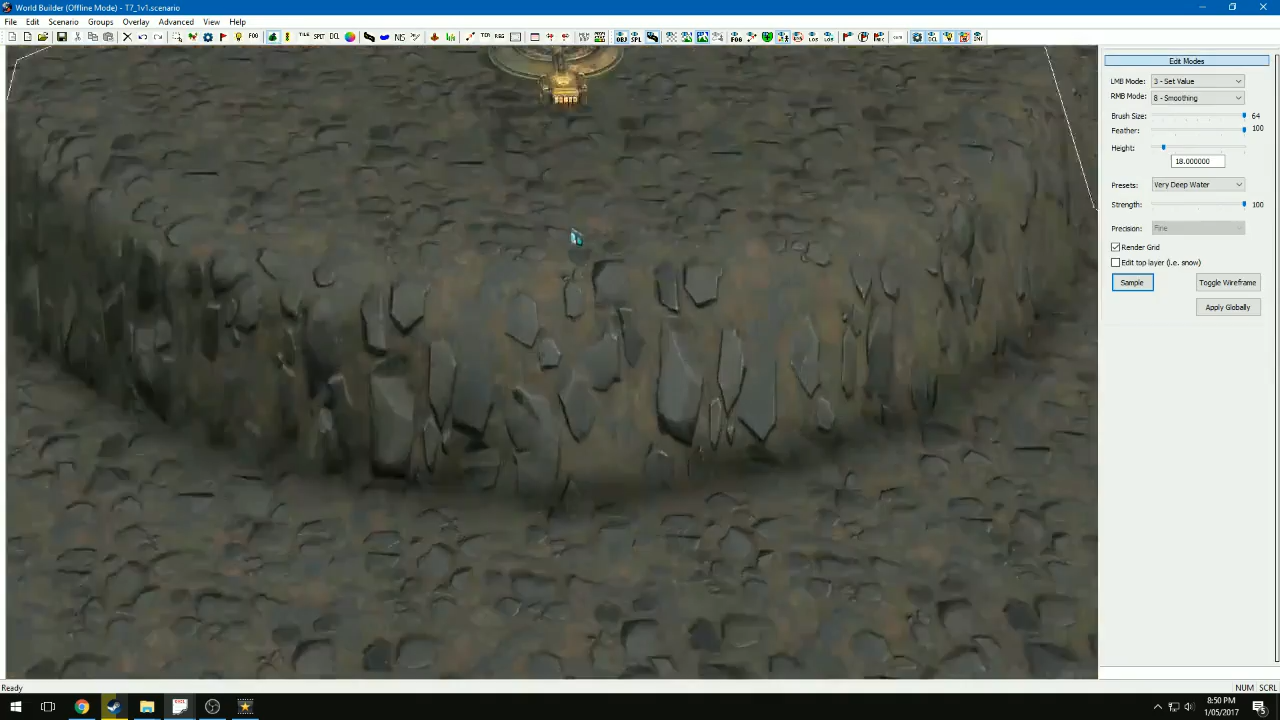 World Builder (Offline Mode) - T7_1v1.scenario
File Edit Scenario Groups Overlay Advanced View Help
Edit Modes
LMB Mode: 3 - Set Value
RMB Mode: 8 - Smoothing
Brush Size: 64
Feather: 100
Height:
18.000000
Presets: Very Deep Water
Strength: 100
Precision: Fine
Render Grid
Edit top layer (i.e. snow)
Sample Toggle Wireframe
Apply Globally
Ready NUM SCRL
8:50 PM
1/05/2017